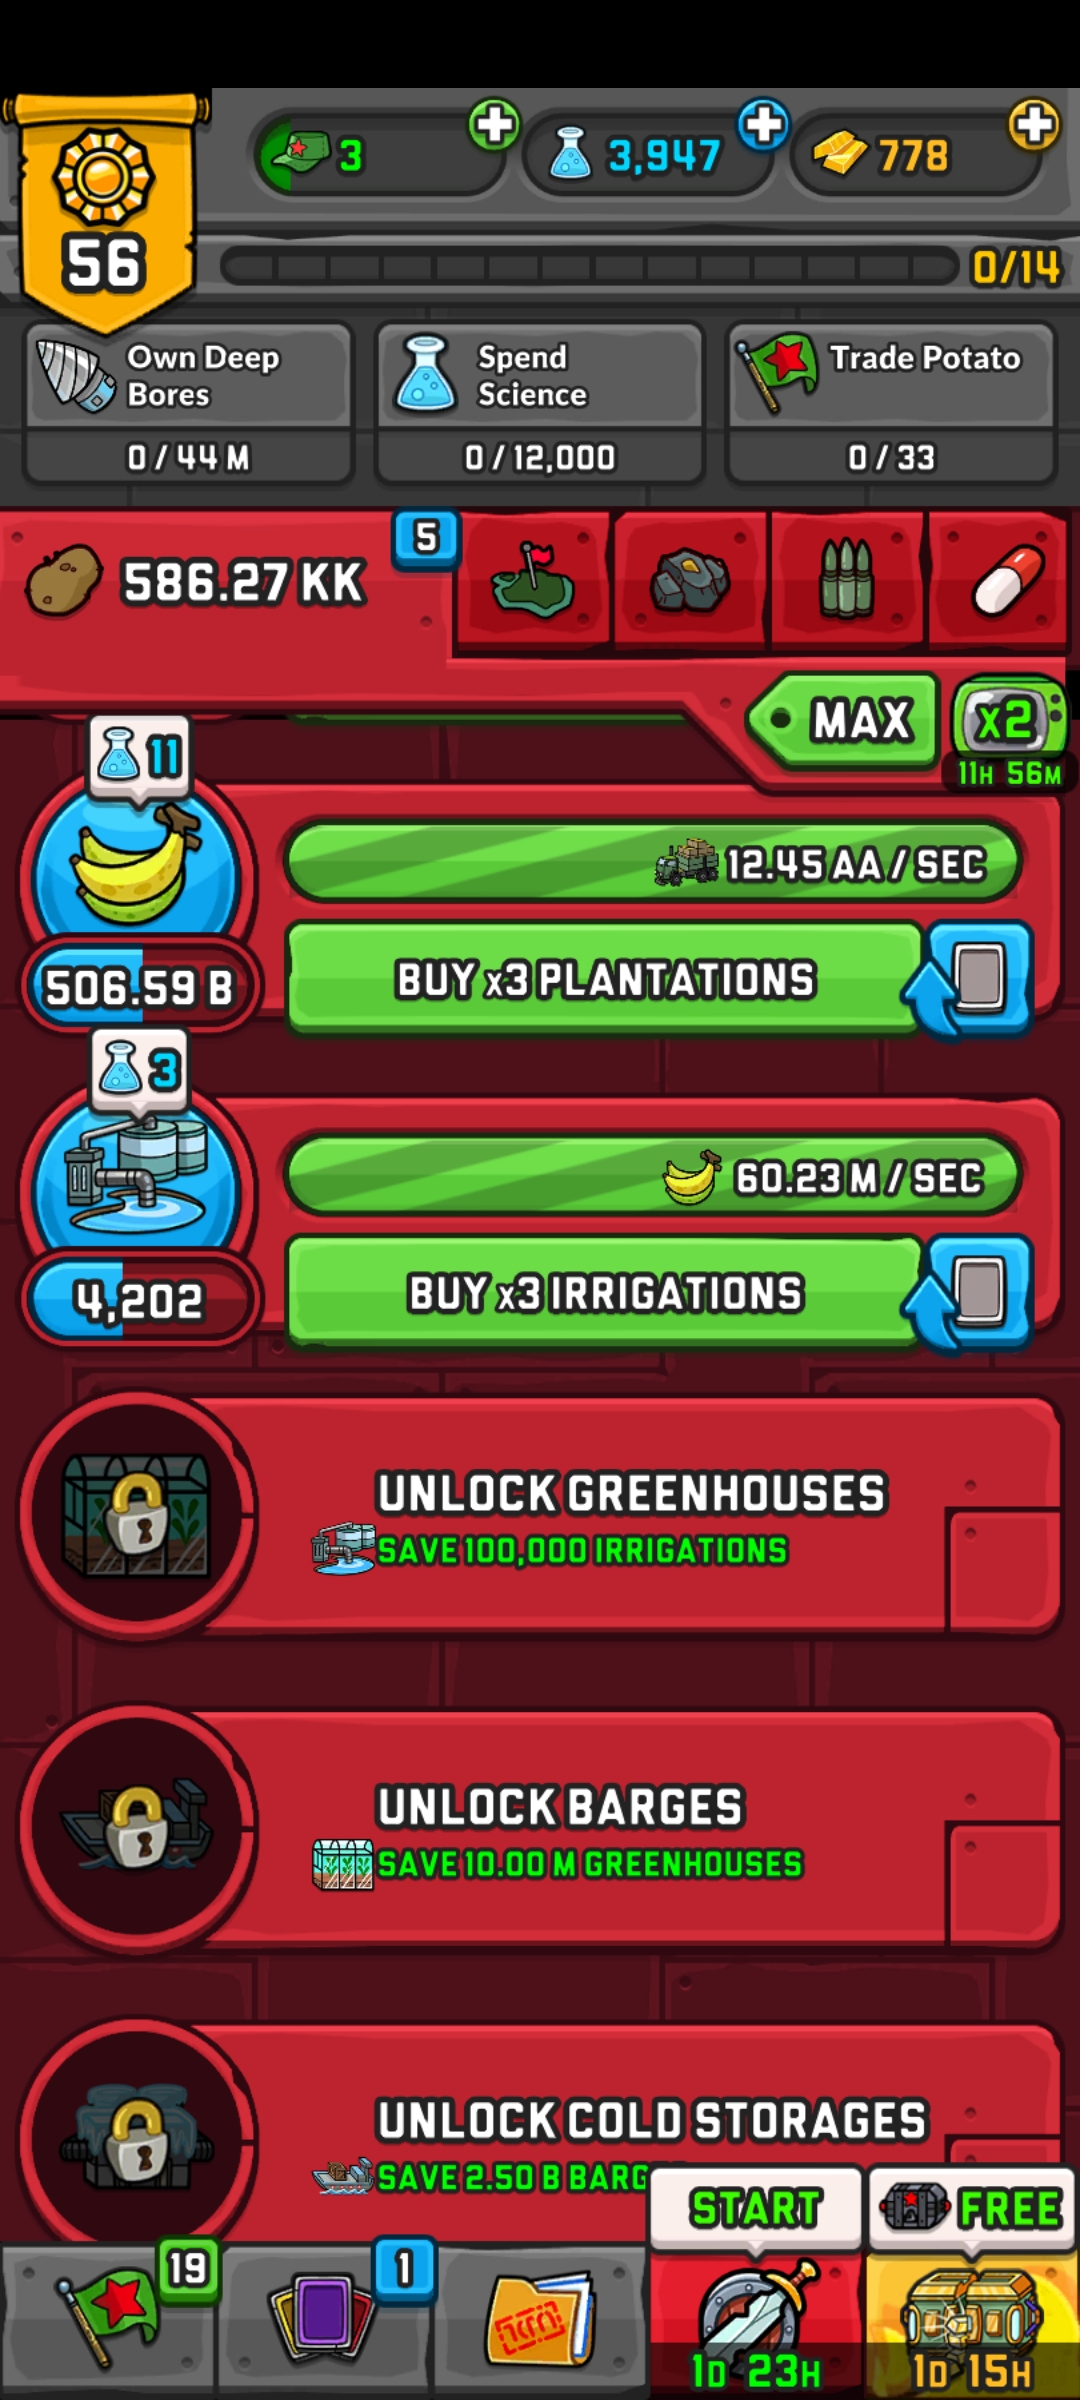 3
3,947
778
56
0/14
Own Deep
Bores
0 / 44 M
Spend
Science
0 / 12,000
Trade Potato
0 / 33
586.27 KK
5
MAX
x2
11H 56M
11
12.45 AA / SEC
506.59 B
BUY x3 PLANTATIONS
3
60.23 M / SEC
4,202
BUY x3 IRRIGATIONS
UNLOCK GREENHOUSES
SAVE 100,000 IRRIGATIONS
UNLOCK BARGES
SAVE 10.00 M GREENHOUSES
UNLOCK COLD STORAGES
SAVE 2.50 B BARG
START
FREE
19
1
1D 23H
1D 15H